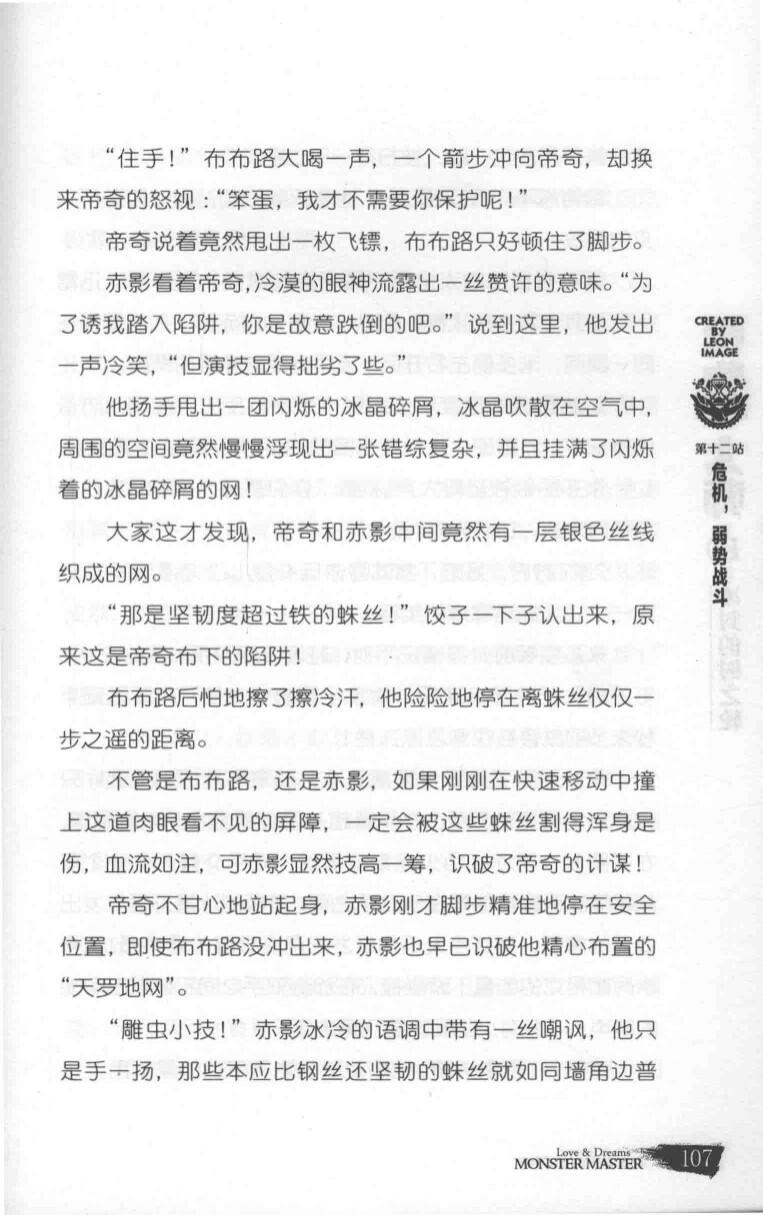 “住手！”布布路大喝一声，一个箭步冲向帝奇，却换
来帝奇的怒视：“笨蛋，我才不需要你保护呢！”
帝奇说着竟然甩出一枚飞镖，布布路只好顿住了脚步。
赤影看着帝奇，冷漠的眼神流露出一丝赞许的意味。“为
了诱我踏入陷阱，你是故意跌倒的吧。”说到这里，他发出
一声冷笑，“但演技显得拙劣了些。”
他扬手甩出一团闪烁的冰晶碎屑，冰晶吹散在空气中，
周围的空间竟然慢慢浮现出一张错综复杂，并且挂满了闪烁
着的冰晶碎屑的网！
大家这才发现，帝奇和赤影中间竟然有一层银色丝线
织成的网。
“那是坚韧度超过铁的蛛丝！”饺子一下子认出来，原
来这是帝奇布下的陷阱！
布布路后怕地擦了擦冷汗，他险险地停在离蛛丝仅仅一
步之遥的距离。
不管是布布路，还是赤影，如果刚刚在快速移动中撞
上这道肉眼看不见的屏障，一定会被这些蛛丝割得浑身是
伤，血流如注，可赤影显然技高一筹，识破了帝奇的计谋！
帝奇不甘心地站起身，赤影刚才脚步精准地停在安全
位置，即使布布路没冲出来，赤影也早已识破他精心布置的
“天罗地网”。
“雕虫小技！”赤影冰冷的语调中带有一丝嘲讽，他只
是手一扬，那些本应比钢丝还坚韧的蛛丝就如同墙角边普
CREATED
BY
LEON
IMAGE
第十二站
危机，弱势战斗
Love & Dreams
MONSTER MASTER
107